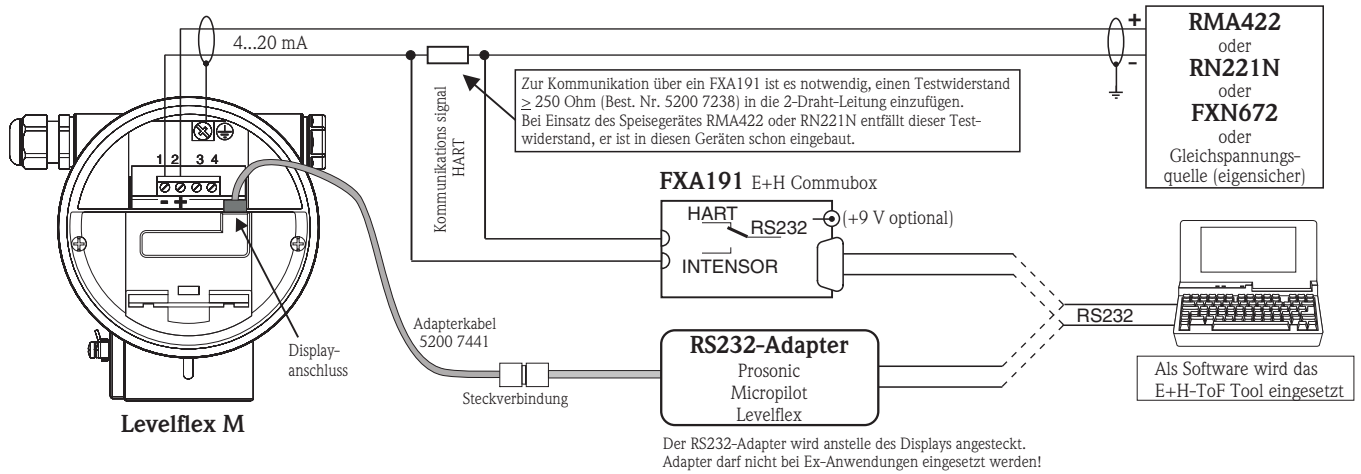 4...20 mA
+
-
RMA422
oder
RN221N
oder
FXN672
oder
Gleichspannungs-
quelle (eigensicher)
Zur Kommunikation über ein FXA191 ist es notwendig, einen Testwiderstand
≥ 250 Ohm (Best. Nr. 5200 7238) in die 2-Draht-Leitung einzufügen.
Bei Einsatz des Speisegerätes RMA422 oder RN221N entfällt dieser Test-
widerstand, er ist in diesen Geräten schon eingebaut.
Kommunikations signal
HART
1 2 3 4
- +
FXA191 E+H Commubox
HART
RS232
(+9 V optional)
INTENSOR
RS232
Adapterkabel
5200 7441
Display-
anschluss
Steckverbindung
RS232-Adapter
Prosonic
Micropilot
Levelflex
Als Software wird das
E+H-ToF Tool eingesetzt
Levelflex M
Der RS232-Adapter wird anstelle des Displays angesteckt.
Adapter darf nicht bei Ex-Anwendungen eingesetzt werden!